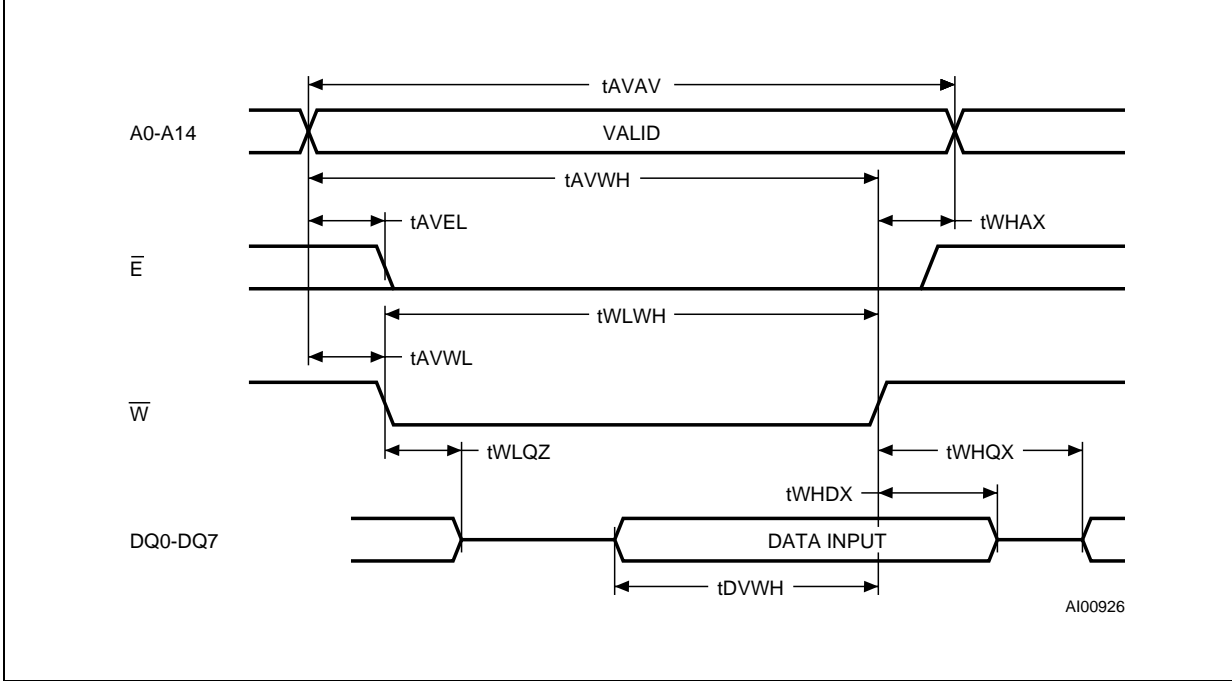 tAVAV
A0-A14
VALID
tAVWH
tAVEL
tWHAX
E̅
tWLWH
tAVWL
W̅
tWLQZ
tWHQX
tWHDX
DQ0-DQ7
DATA INPUT
tDVWH
AI00926